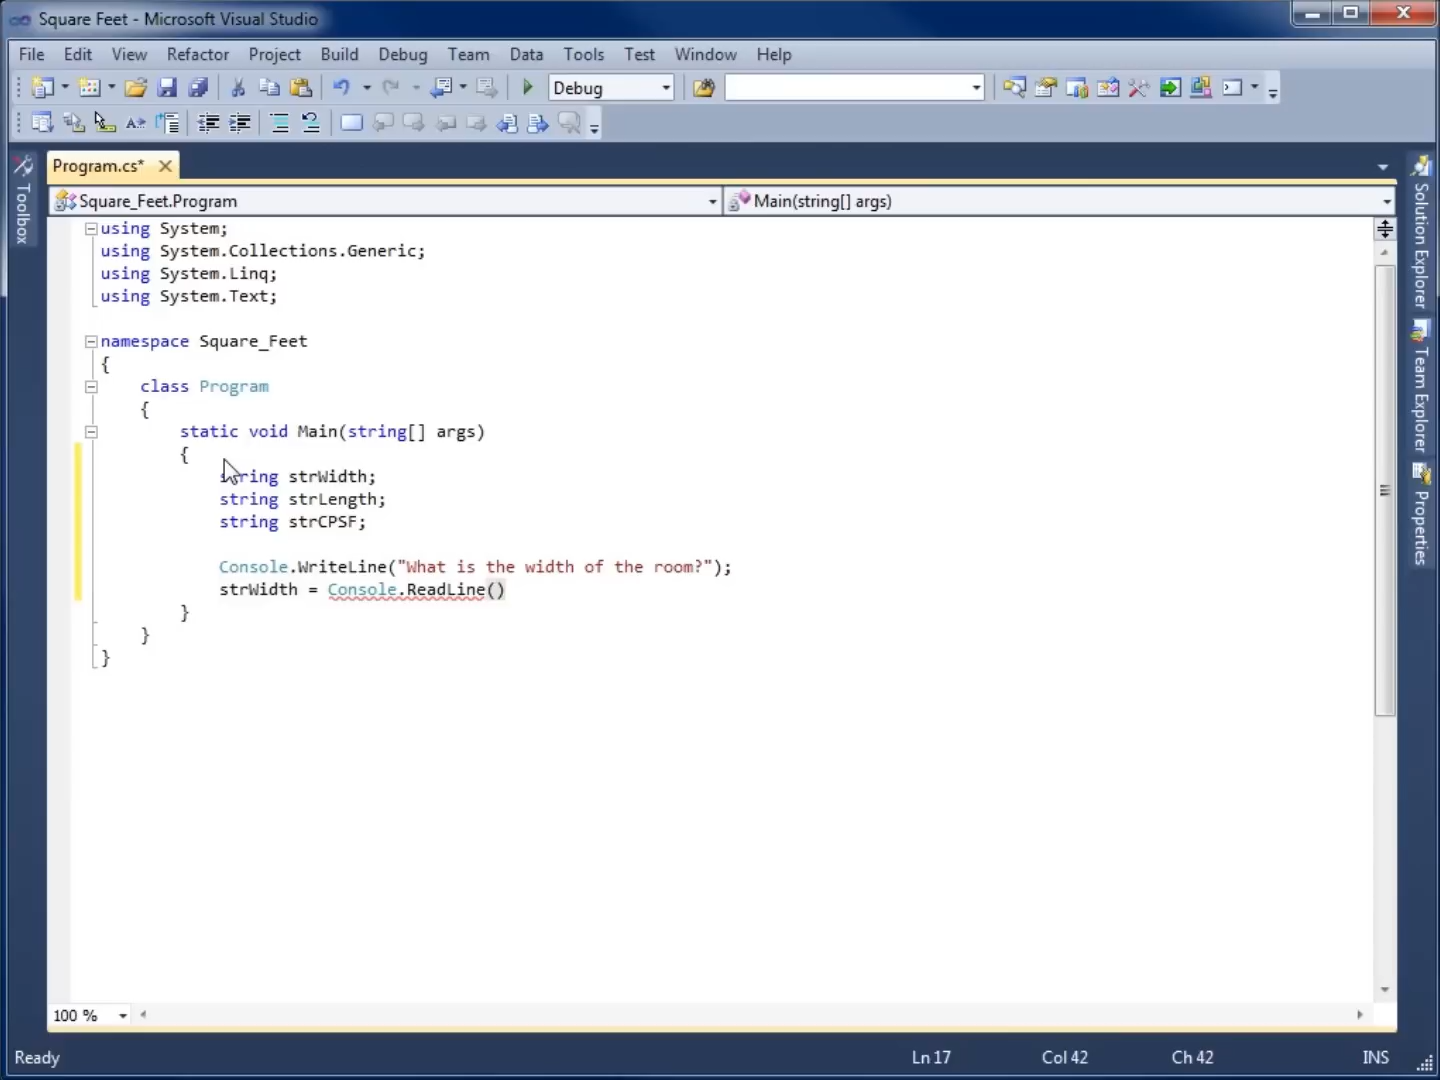 Square Feet - Microsoft Visual Studio
File Edit View Refactor Project Build Debug Team Data Tools Test Window Help
Debug
Program.cs*
Square_Feet.Program
Main(string[] args)
Toolbox
Solution Explorer
Team Explorer
Properties
using System;
using System.Collections.Generic;
using System.Linq;
using System.Text;
namespace Square_Feet
{
class Program
{
static void Main(string[] args)
{
string strWidth;
string strLength;
string strCPSF;
Console.WriteLine("What is the width of the room?");
strWidth = Console.ReadLine()
}
}
}
100 %
Ready Ln 17 Col 42 Ch 42 INS